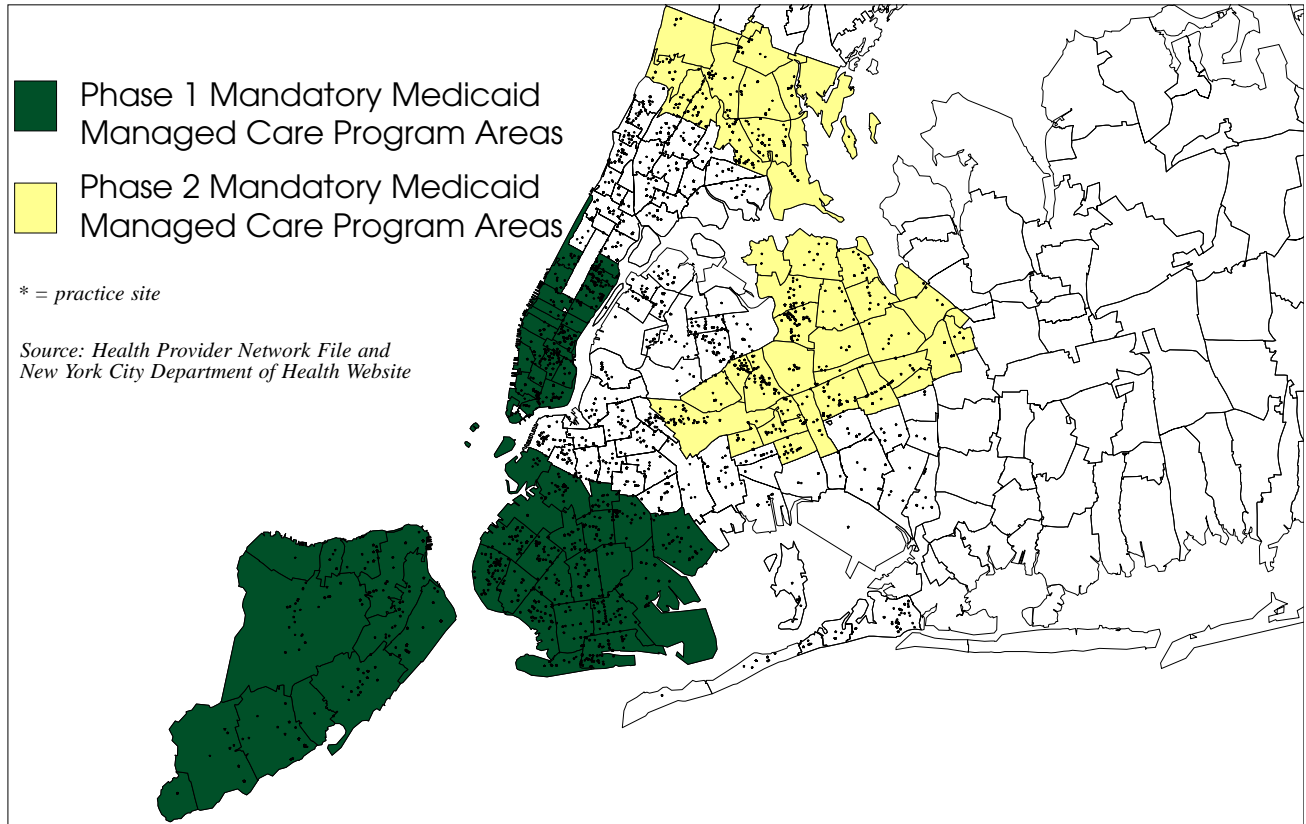 Phase 1 Mandatory Medicaid
Managed Care Program Areas
Phase 2 Mandatory Medicaid
Managed Care Program Areas
* = practice site
Source: Health Provider Network File and
New York City Department of Health Website